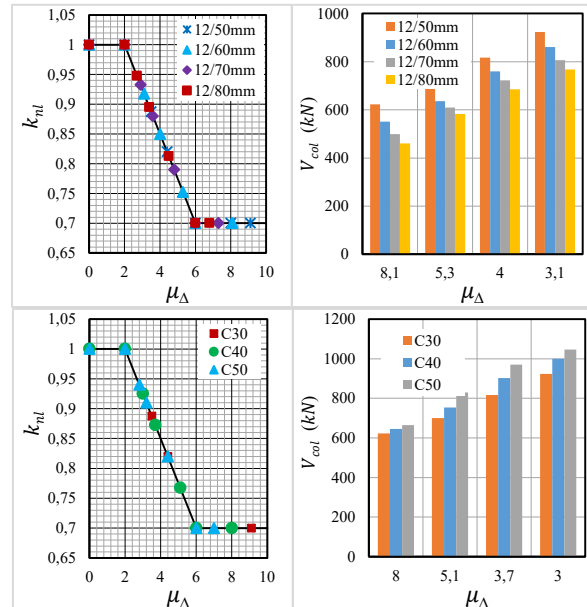 1,05
1
0,95
0,9
0,85
0,8
0,75
0,7
0,65
k_nl
0 2 4 6 8 10
μ_Δ
12/50mm
12/60mm
12/70mm
12/80mm
1000
800
600
400
200
0
V_col (kN)
8,1 5,3 4 3,1
μ_Δ
12/50mm
12/60mm
12/70mm
12/80mm
1,05
1
0,95
0,9
0,85
0,8
0,75
0,7
0,65
k_nl
0 2 4 6 8 10
μ_Δ
C30
C40
C50
1200
1000
800
600
400
200
0
V_col (kN)
8 5,1 3,7 3
μ_Δ
C30
C40
C50